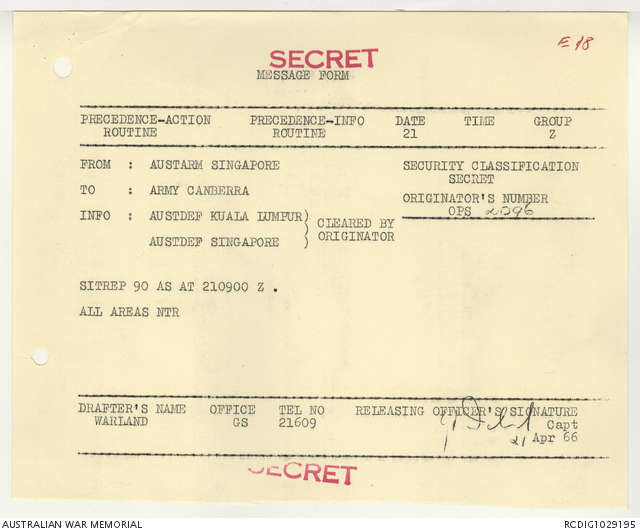 E 18
SECRET
MESSAGE FORM
PRECEDENCE-ACTION PRECEDENCE-INFO DATE TIME GROUP
ROUTINE ROUTINE 21 Z
FROM : AUSTARM SINGAPORE
TO : ARMY CANBERRA
INFO : AUSTDEF KUALA LUMPUR)
AUSTDEF SINGAPORE )
CLEARED BY
ORIGINATOR
SECURITY CLASSIFICATION
SECRET
ORIGINATOR'S NUMBER
OPS 2096
SITREP 90 AS AT 210900 Z .
ALL AREAS NTR
DRAFTER'S NAME OFFICE TEL NO RELEASING OFFICER'S SIGNATURE
WARLAND GS 21609 Capt
21 Apr 66
SECRET
AUSTRALIAN WAR MEMORIAL RCDIG1029195